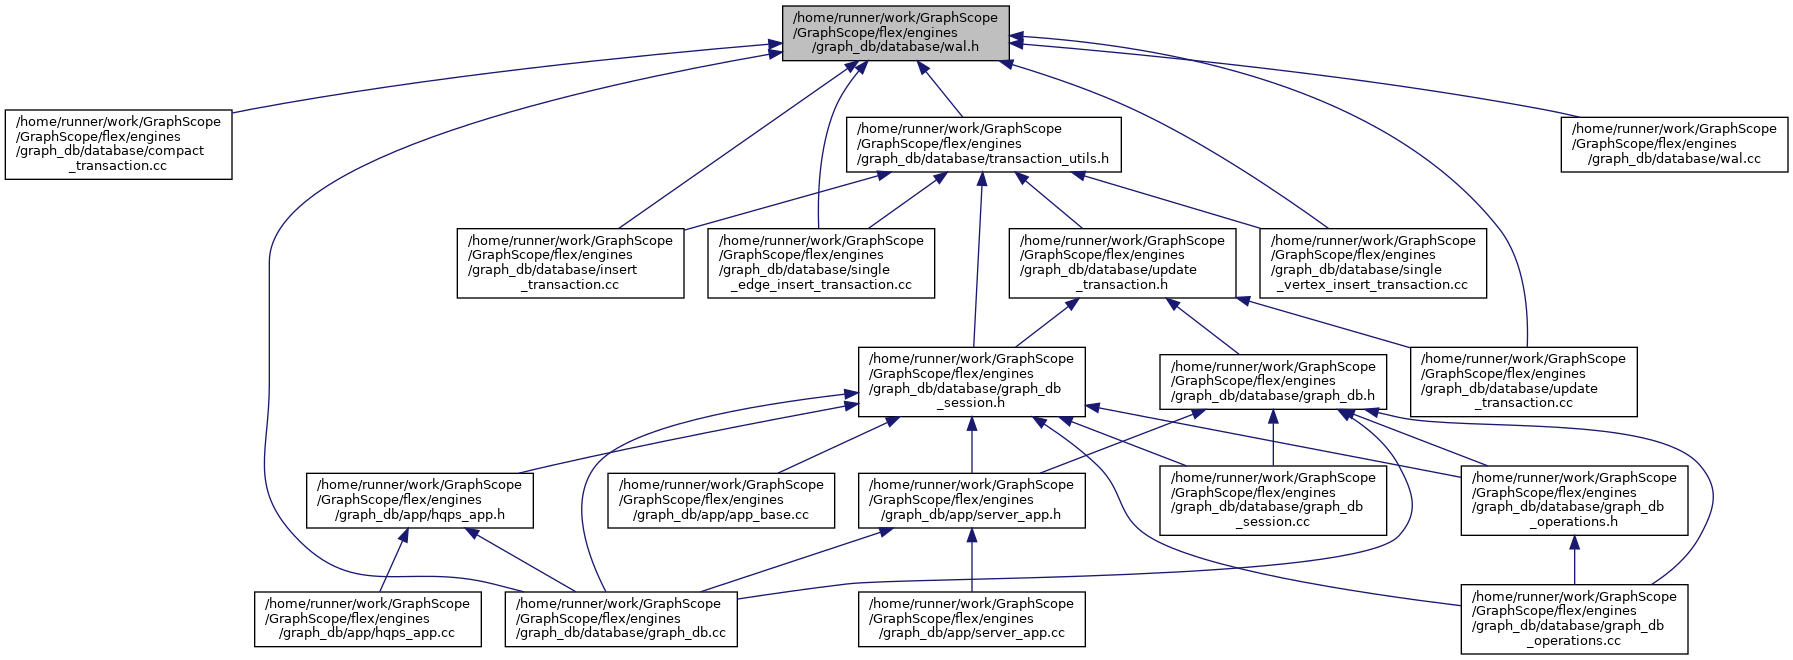 /home/runner/work/GraphScope
/GraphScope/flex/engines
/graph_db/database/wal.h
/home/runner/work/GraphScope
/GraphScope/flex/engines
/graph_db/database/compact
_transaction.cc
/home/runner/work/GraphScope
/GraphScope/flex/engines
/graph_db/database/transaction_utils.h
/home/runner/work/GraphScope
/GraphScope/flex/engines
/graph_db/database/wal.cc
/home/runner/work/GraphScope
/GraphScope/flex/engines
/graph_db/database/insert
_transaction.cc
/home/runner/work/GraphScope
/GraphScope/flex/engines
/graph_db/database/single
_edge_insert_transaction.cc
/home/runner/work/GraphScope
/GraphScope/flex/engines
/graph_db/database/update
_transaction.h
/home/runner/work/GraphScope
/GraphScope/flex/engines
/graph_db/database/single
_vertex_insert_transaction.cc
/home/runner/work/GraphScope
/GraphScope/flex/engines
/graph_db/database/graph_db
_session.h
/home/runner/work/GraphScope
/GraphScope/flex/engines
/graph_db/database/graph_db.h
/home/runner/work/GraphScope
/GraphScope/flex/engines
/graph_db/database/update
_transaction.cc
/home/runner/work/GraphScope
/GraphScope/flex/engines
/graph_db/app/hqps_app.h
/home/runner/work/GraphScope
/GraphScope/flex/engines
/graph_db/app/app_base.cc
/home/runner/work/GraphScope
/GraphScope/flex/engines
/graph_db/app/server_app.h
/home/runner/work/GraphScope
/GraphScope/flex/engines
/graph_db/database/graph_db
_session.cc
/home/runner/work/GraphScope
/GraphScope/flex/engines
/graph_db/database/graph_db
_operations.h
/home/runner/work/GraphScope
/GraphScope/flex/engines
/graph_db/app/hqps_app.cc
/home/runner/work/GraphScope
/GraphScope/flex/engines
/graph_db/database/graph_db.cc
/home/runner/work/GraphScope
/GraphScope/flex/engines
/graph_db/app/server_app.cc
/home/runner/work/GraphScope
/GraphScope/flex/engines
/graph_db/database/graph_db
_operations.cc